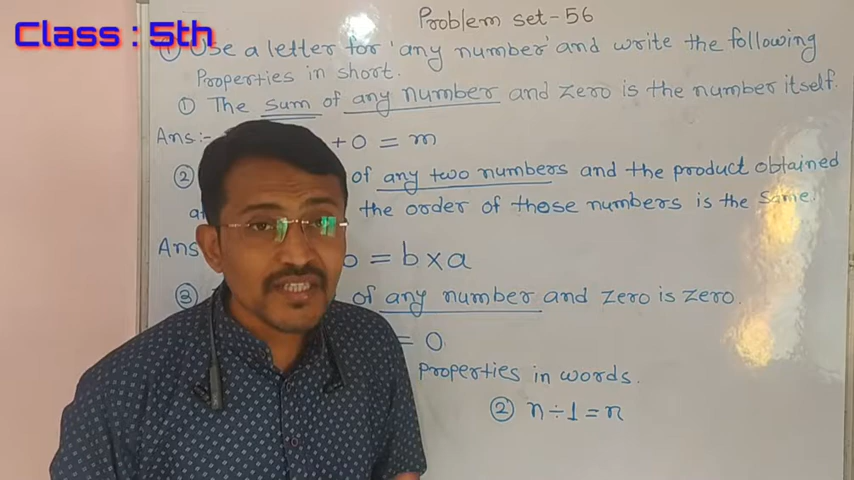 Problem set-56
Class : 5th
① Use a letter for 'any number' and write the following
Properties in short.
① The sum of any number and zero is the number itself.
Ans:- + 0 = m
② of any two numbers and the product obtained
the order of those numbers is the same.
Ans = b × a
③ of any number and zero is zero.
= 0
Properties in words.
② n ÷ 1 = n